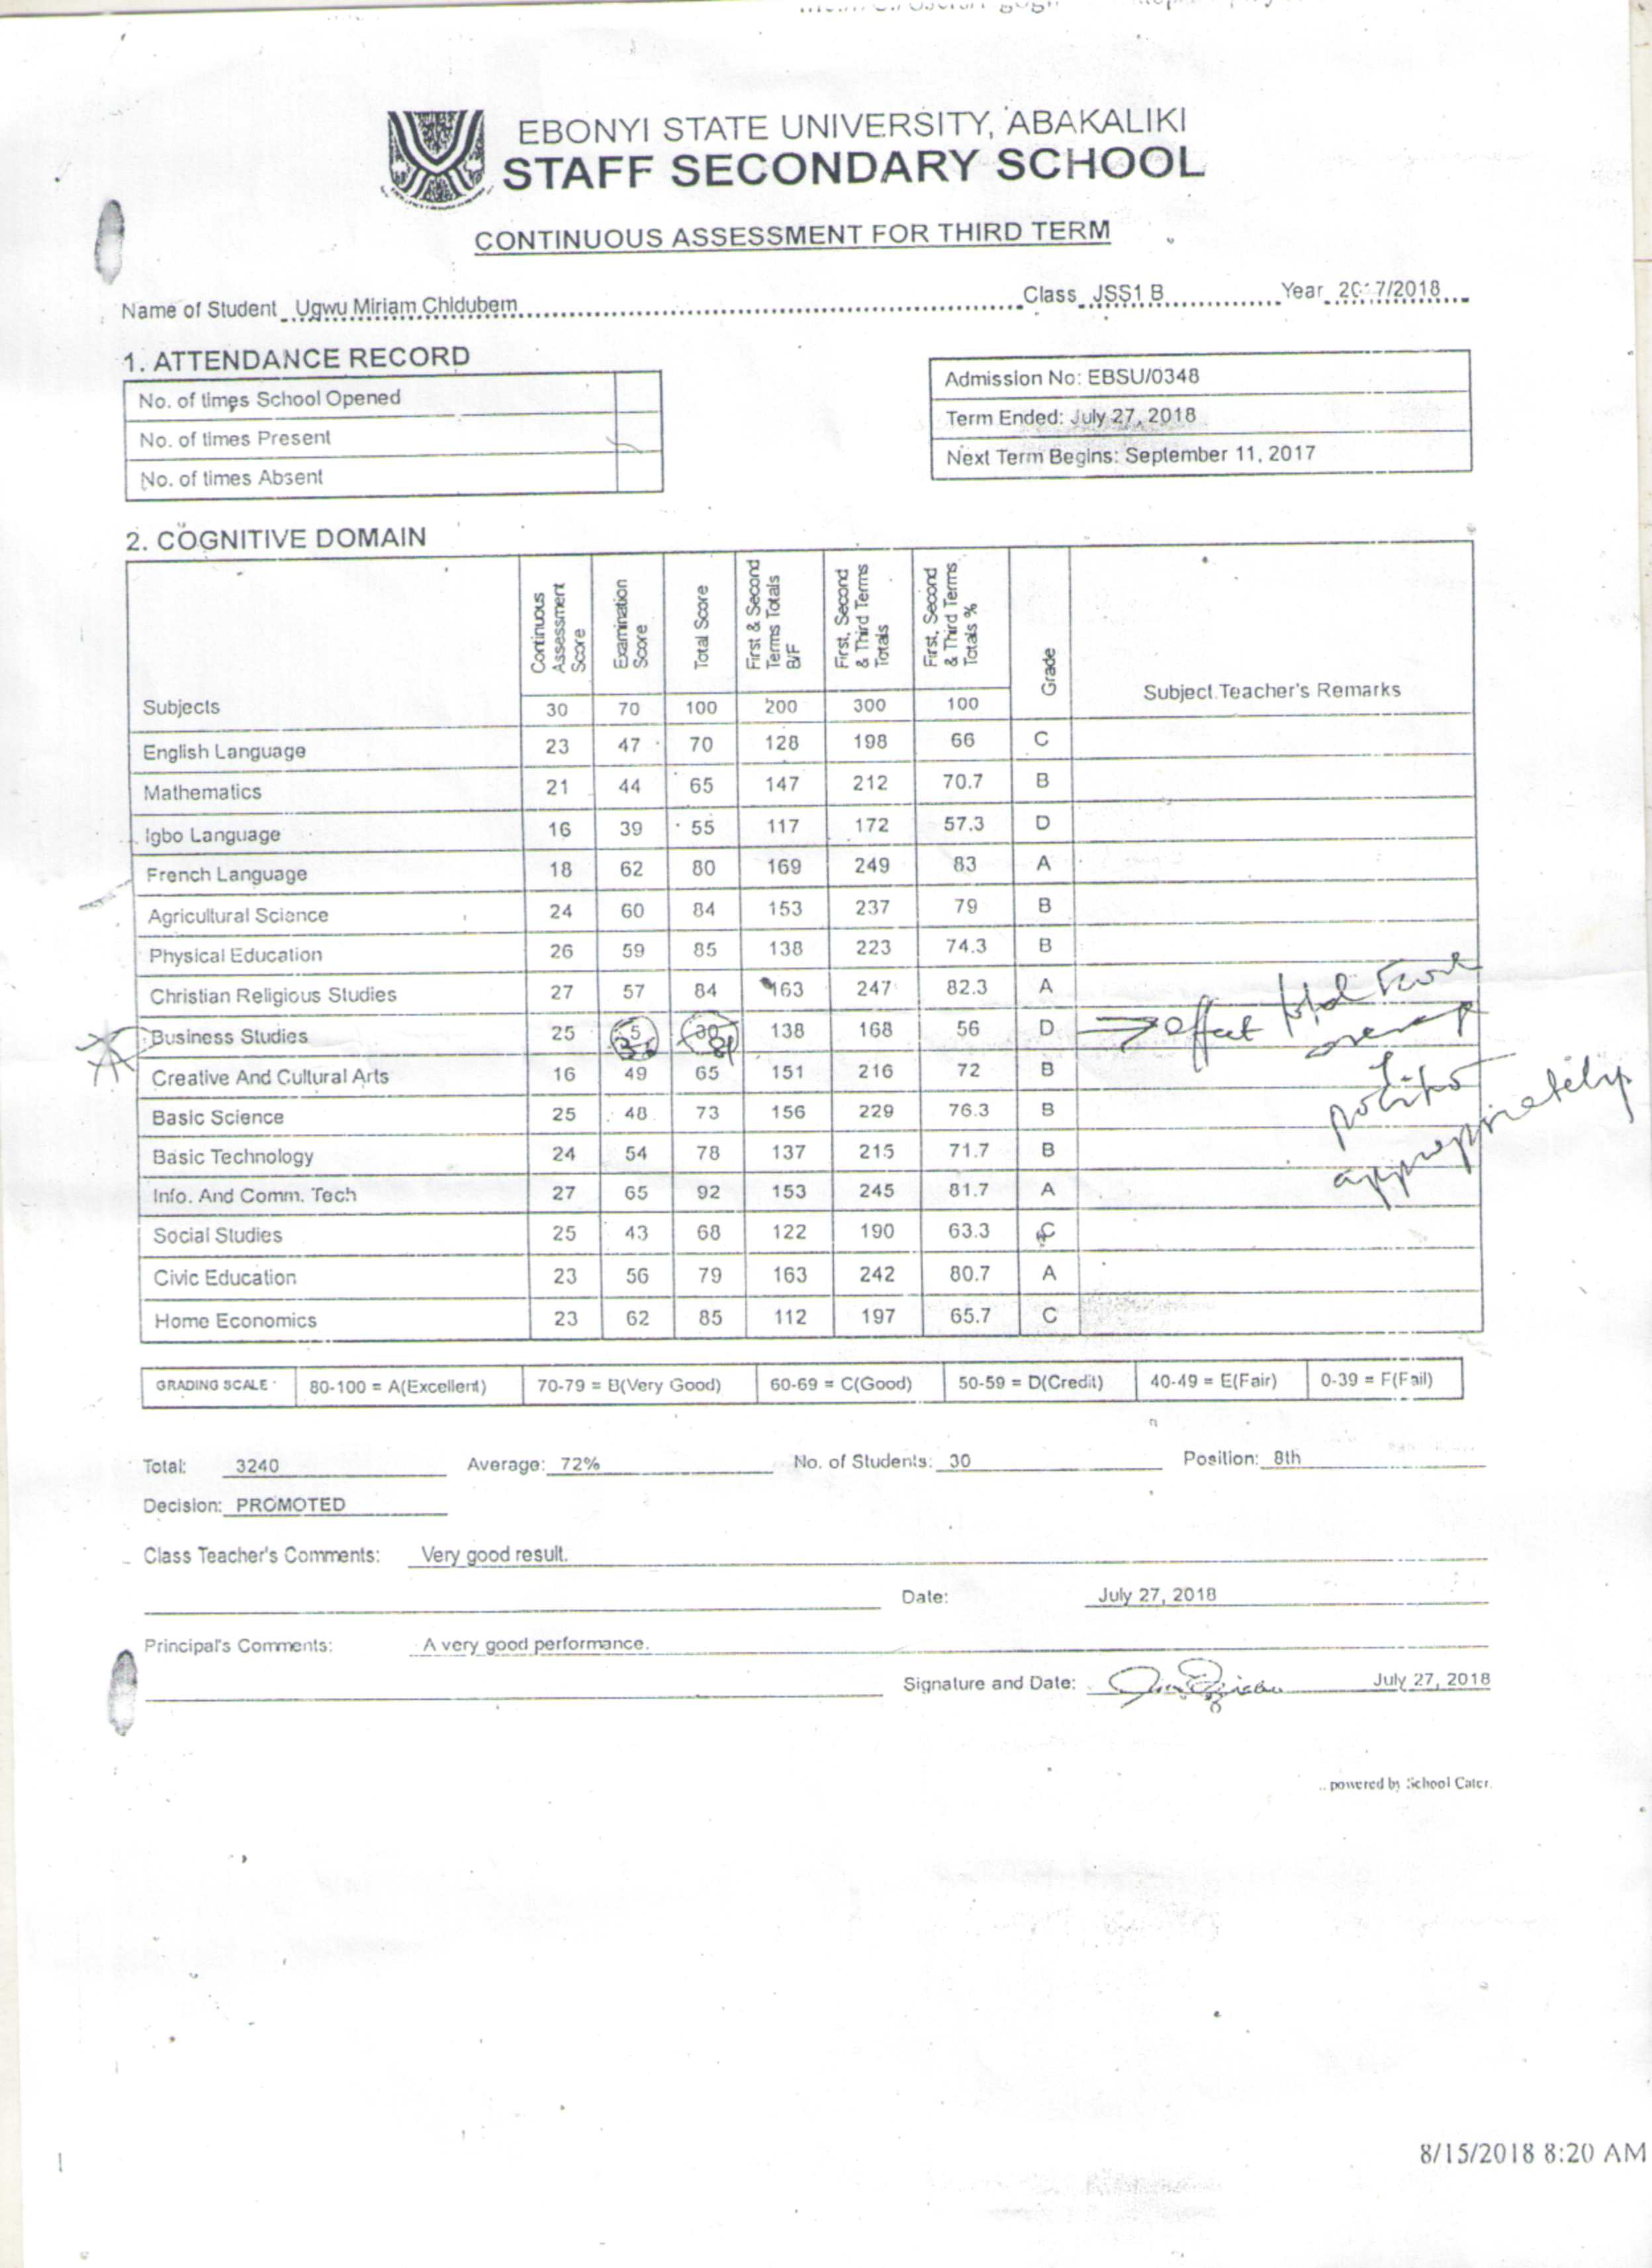 EBONYI STATE UNIVERSITY, ABAKALIKI
STAFF SECONDARY SCHOOL
CONTINUOUS ASSESSMENT FOR THIRD TERM
Name of Student Ugwu Miriam Chidubem Class JSS1 B Year 2017/2018
1. ATTENDANCE RECORD
No. of times School Opened
No. of times Present
No. of times Absent
Admission No: EBSU/0348
Term Ended: July 27, 2018
Next Term Begins: September 11, 2017
2. COGNITIVE DOMAIN
Subjects Continuous Assessment Score Examination Score Total Score First & Second Terms Totals B/F First, Second & Third Terms Totals First, Second & Third Terms Totals % Grade Subject Teacher's Remarks
30 70 100 200 300 100
English Language 23 47 70 128 198 66 C
Mathematics 21 44 65 147 212 70.7 B
Igbo Language 16 39 55 117 172 57.3 D
French Language 18 62 80 169 249 83 A
Agricultural Science 24 60 84 153 237 79 B
Physical Education 26 59 85 138 223 74.3 B
Christian Religious Studies 27 57 84 163 247 82.3 A
Business Studies 25 5 30 81 138 168 56 D effect total
Creative And Cultural Arts 16 49 65 151 216 72 B
Basic Science 25 48 73 156 229 76.3 B
appropriately
Basic Technology 24 54 78 137 215 71.7 B
Info. And Comm. Tech 27 65 92 153 245 81.7 A
Social Studies 25 43 68 122 190 63.3 C
Civic Education 23 56 79 163 242 80.7 A
Home Economics 23 62 85 112 197 65.7 C
GRADING SCALE 80-100 = A(Excellent) 70-79 = B(Very Good) 60-69 = C(Good) 50-59 = D(Credit) 40-49 = E(Fair) 0-39 = F(Fail)
Total: 3240 Average: 72% No. of Students: 30 Position: 8th
Decision: PROMOTED
Class Teacher's Comments: Very good result.
Date: July 27, 2018
Principal's Comments: A very good performance.
Signature and Date: July 27, 2018
.. powered by School Cater.
8/15/2018 8:20 AM